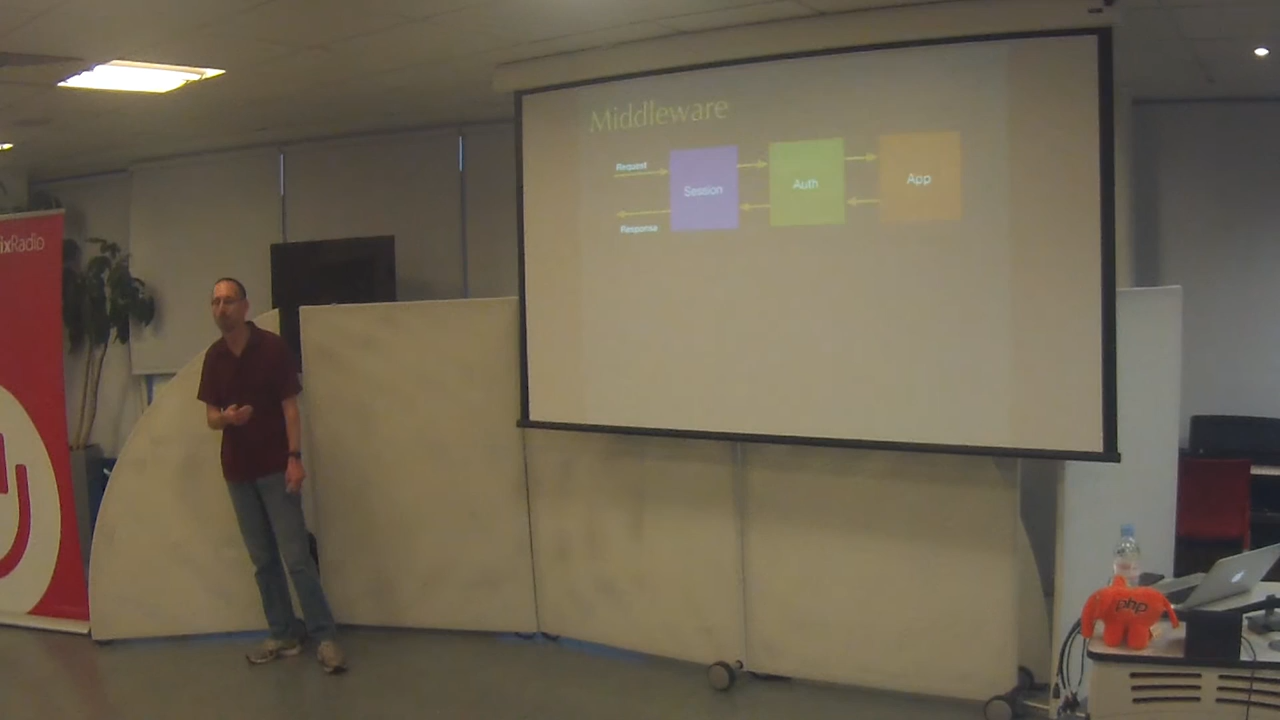 Middleware
Request
Session
Auth
App
Response
ixRadio
php